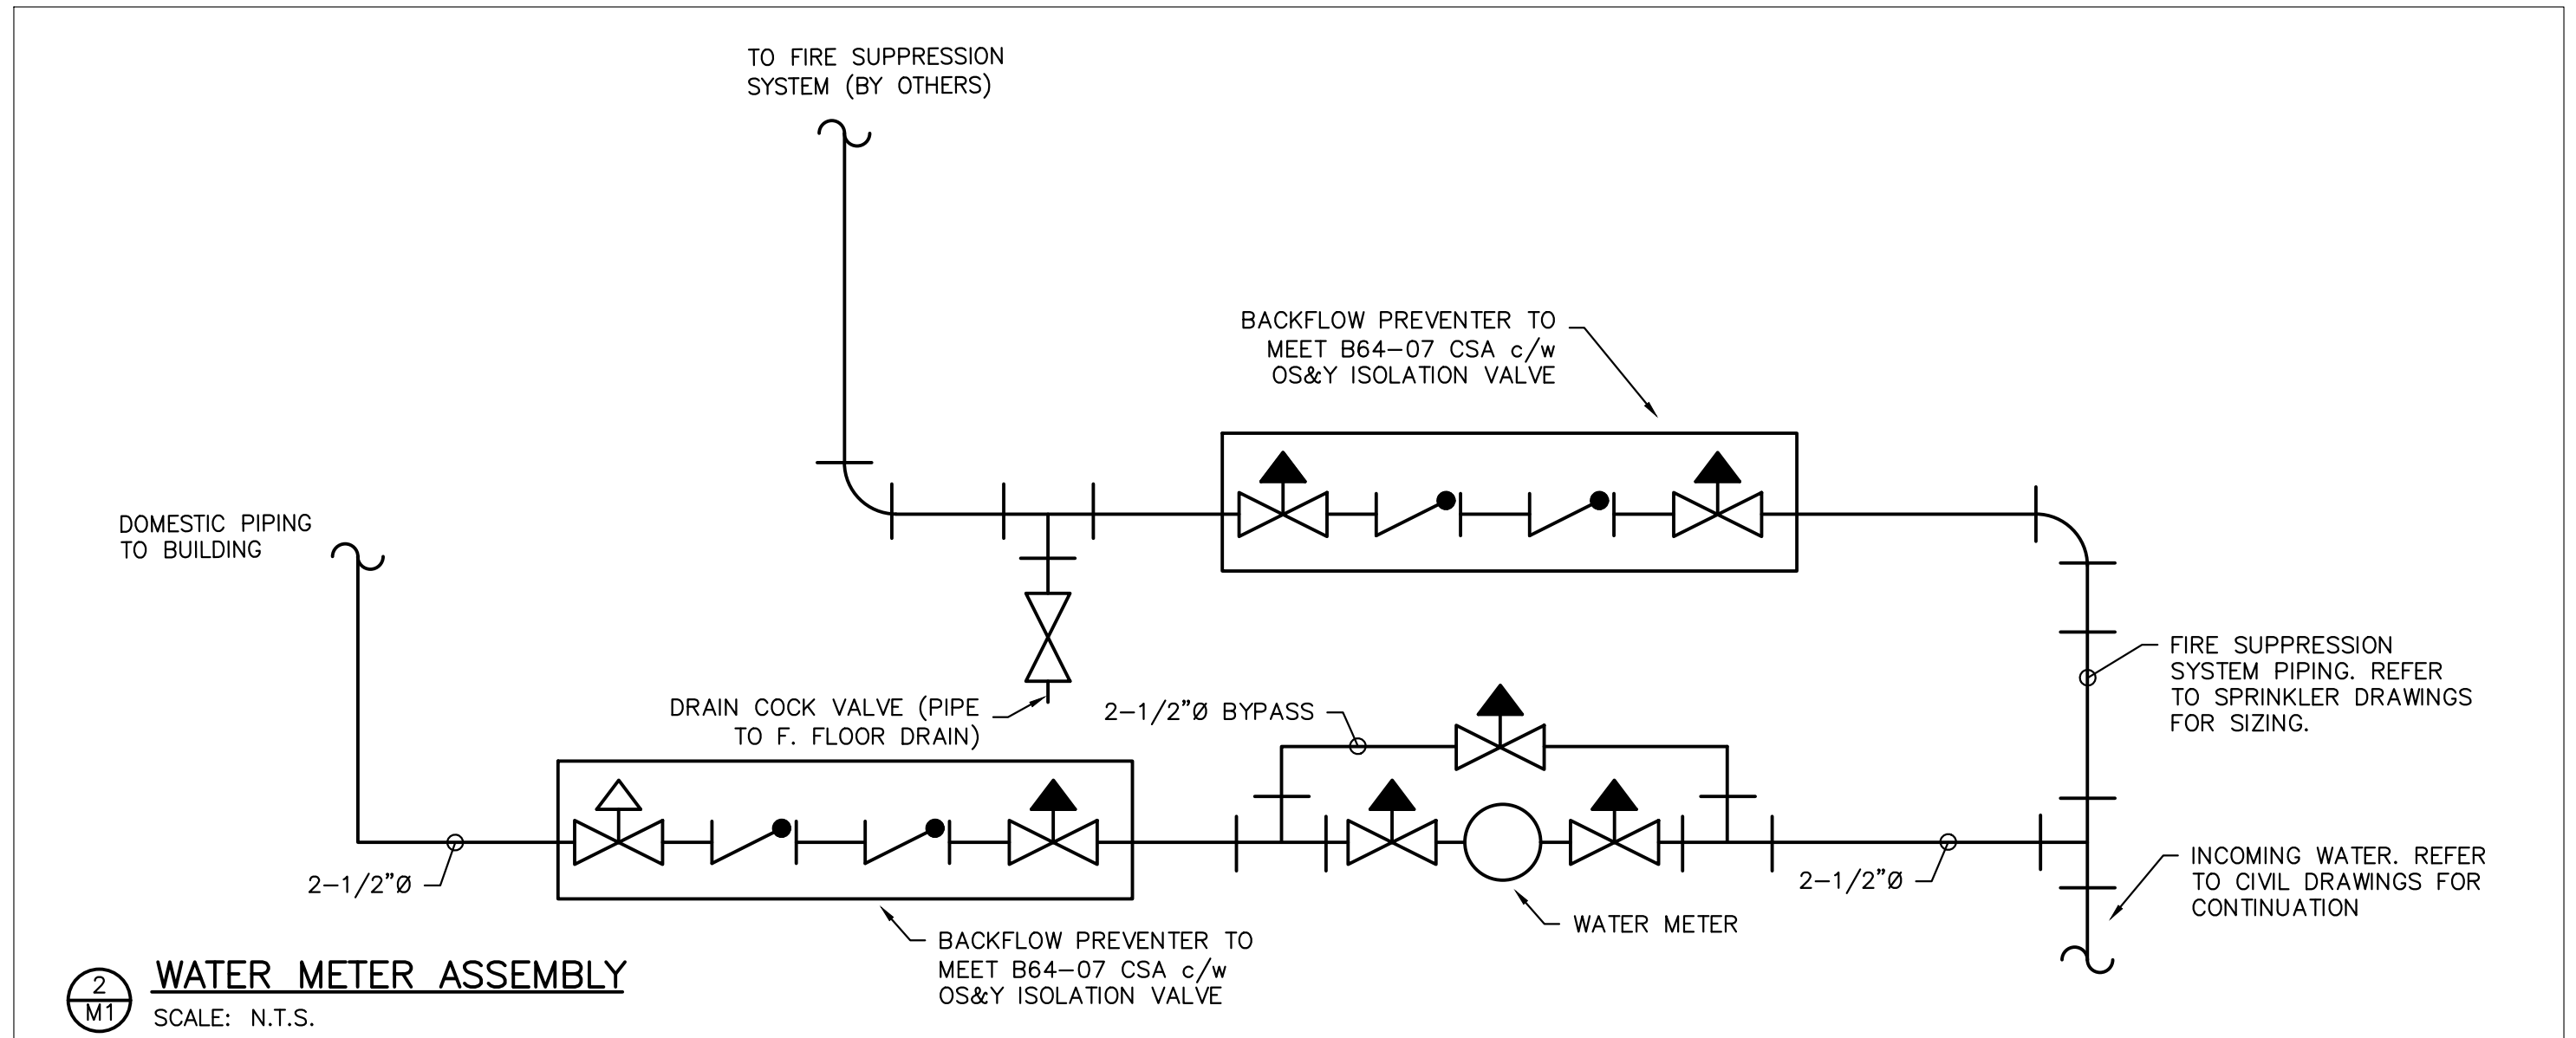 TO FIRE SUPPRESSION
SYSTEM (BY OTHERS)
BACKFLOW PREVENTER TO
MEET B64-07 CSA c/w
OS&Y ISOLATION VALVE
DOMESTIC PIPING
TO BUILDING
FIRE SUPPRESSION
SYSTEM PIPING. REFER
TO SPRINKLER DRAWINGS
FOR SIZING.
DRAIN COCK VALVE (PIPE
TO F. FLOOR DRAIN)
2-1/2"Ø BYPASS
2-1/2"Ø
2-1/2"Ø
INCOMING WATER. REFER
TO CIVIL DRAWINGS FOR
CONTINUATION
WATER METER
BACKFLOW PREVENTER TO
MEET B64-07 CSA c/w
OS&Y ISOLATION VALVE
2
M1
WATER METER ASSEMBLY
SCALE: N.T.S.